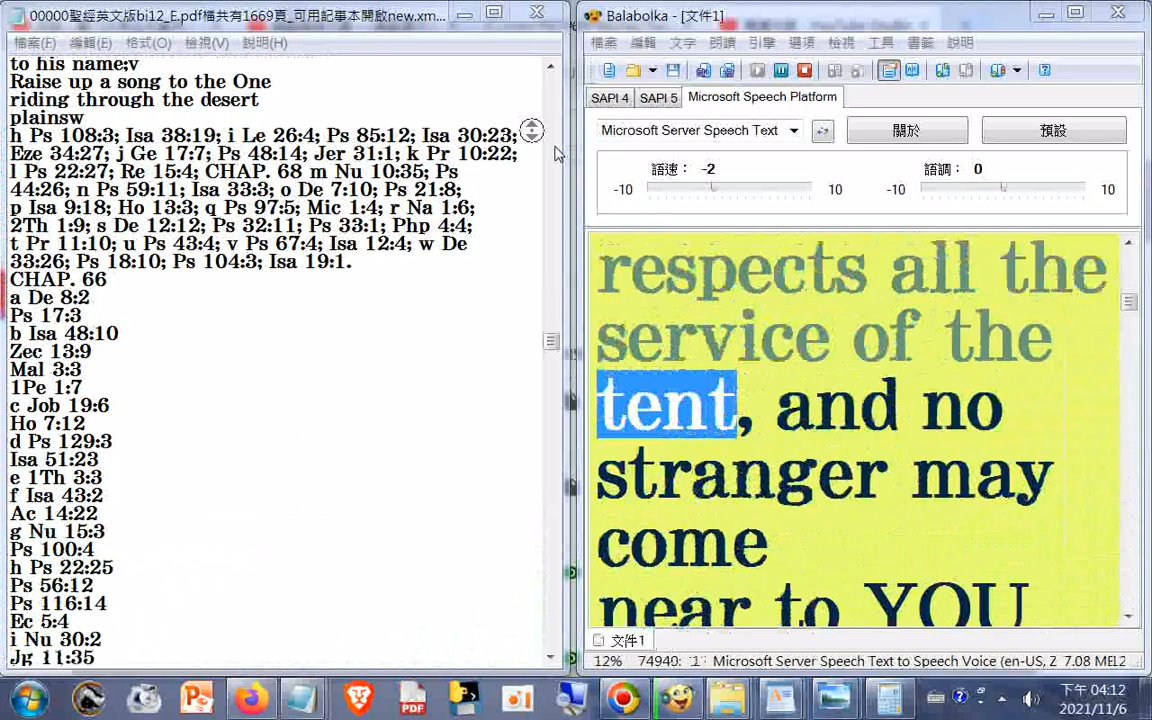 00000聖經英文版bi12_E.pdf檔共有1669頁_可用記事本開啟new.xm...
檔案(F) 編輯(E) 格式(O) 檢視(V) 說明(H)
to his name;v
Raise up a song to the One
riding through the desert
plainsw
h Ps 108:3; Isa 38:19; i Le 26:4; Ps 85:12; Isa 30:23;
Eze 34:27; j Ge 17:7; Ps 48:14; Jer 31:1; k Pr 10:22;
l Ps 22:27; Re 15:4; CHAP. 68 m Nu 10:35; Ps
44:26; n Ps 59:11; Isa 33:3; o De 7:10; Ps 21:8;
p Isa 9:18; Ho 13:3; q Ps 97:5; Mic 1:4; r Na 1:6;
2Th 1:9; s De 12:12; Ps 32:11; Ps 33:1; Php 4:4;
t Pr 11:10; u Ps 43:4; v Ps 67:4; Isa 12:4; w De
33:26; Ps 18:10; Ps 104:3; Isa 19:1.
CHAP. 66
a De 8:2
Ps 17:3
b Isa 48:10
Zec 13:9
Mal 3:3
1Pe 1:7
c Job 19:6
Ho 7:12
d Ps 129:3
Isa 51:23
e 1Th 3:3
f Isa 43:2
Ac 14:22
g Nu 15:3
Ps 100:4
h Ps 22:25
Ps 56:12
Ps 116:14
Ec 5:4
i Nu 30:2
Jg 11:35
Balabolka - [文件1]
檔案 編輯 文字 朗讀 引擎 選項 檢視 工具 書籤 說明
SAPI 4 SAPI 5 Microsoft Speech Platform
Microsoft Server Speech Text 關於 預設
語速： -2 語調： 0
-10 10 -10 10
respects all the
service of the
tent, and no
stranger may
come
near to YOU
文件1
12% 74940: Microsoft Server Speech Text to Speech Voice (en-US, Z 7.08 ME12
PDF
下午 04:12
2021/11/6